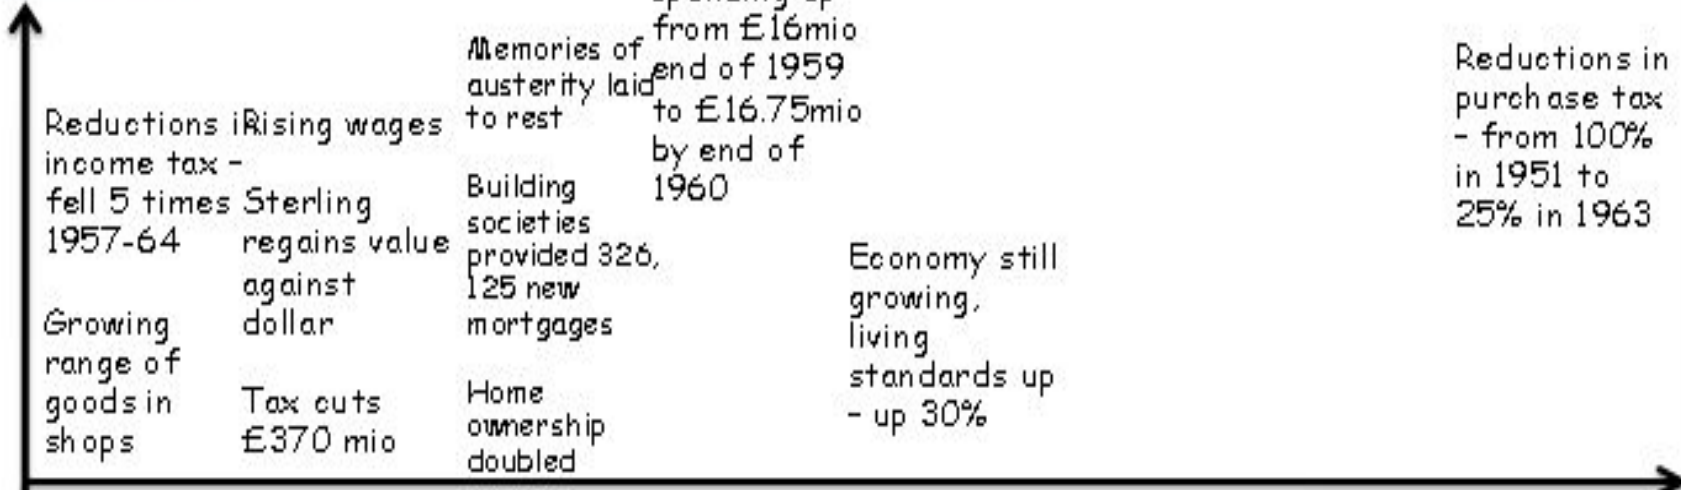 Reductions i
income tax -
fell 5 times
1957-64
Growing
range of
goods in
shops
Rising wages
Sterling
regains value
against
dollar
Tax cuts
£370 mio
Memories of
austerity laid
to rest
Building
societies
provided 326,
125 new
mortgages
Home
ownership
doubled
from £16mio
end of 1959
to £16.75mio
by end of
1960
Economy still
growing,
living
standards up
- up 30%
Reductions in
purchase tax
- from 100%
in 1951 to
25% in 1963